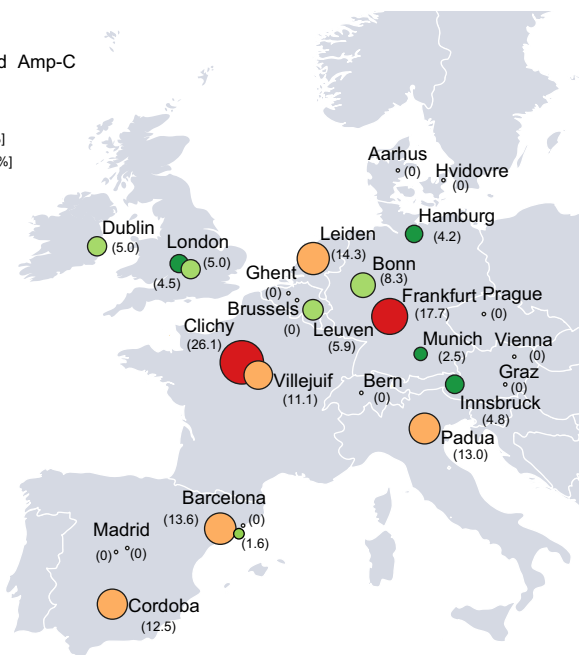 d Amp-C
]
%]
Aarhus
(0)
Hvidovre
(0)
Hamburg
(4.2)
Dublin
(5.0)
London
(5.0)
(4.5)
Leiden
(14.3)
Bonn
(8.3)
Ghent
(0)
Brussels
(0)
Leuven
(5.9)
Frankfurt
(17.7)
Prague
(0)
Clichy
(26.1)
Villejuif
(11.1)
Munich
(2.5)
Vienna
(0)
Graz
(0)
Bern
(0)
Innsbruck
(4.8)
Padua
(13.0)
Barcelona
(13.6)
(0)
(1.6)
Madrid
(0)
(0)
Cordoba
(12.5)